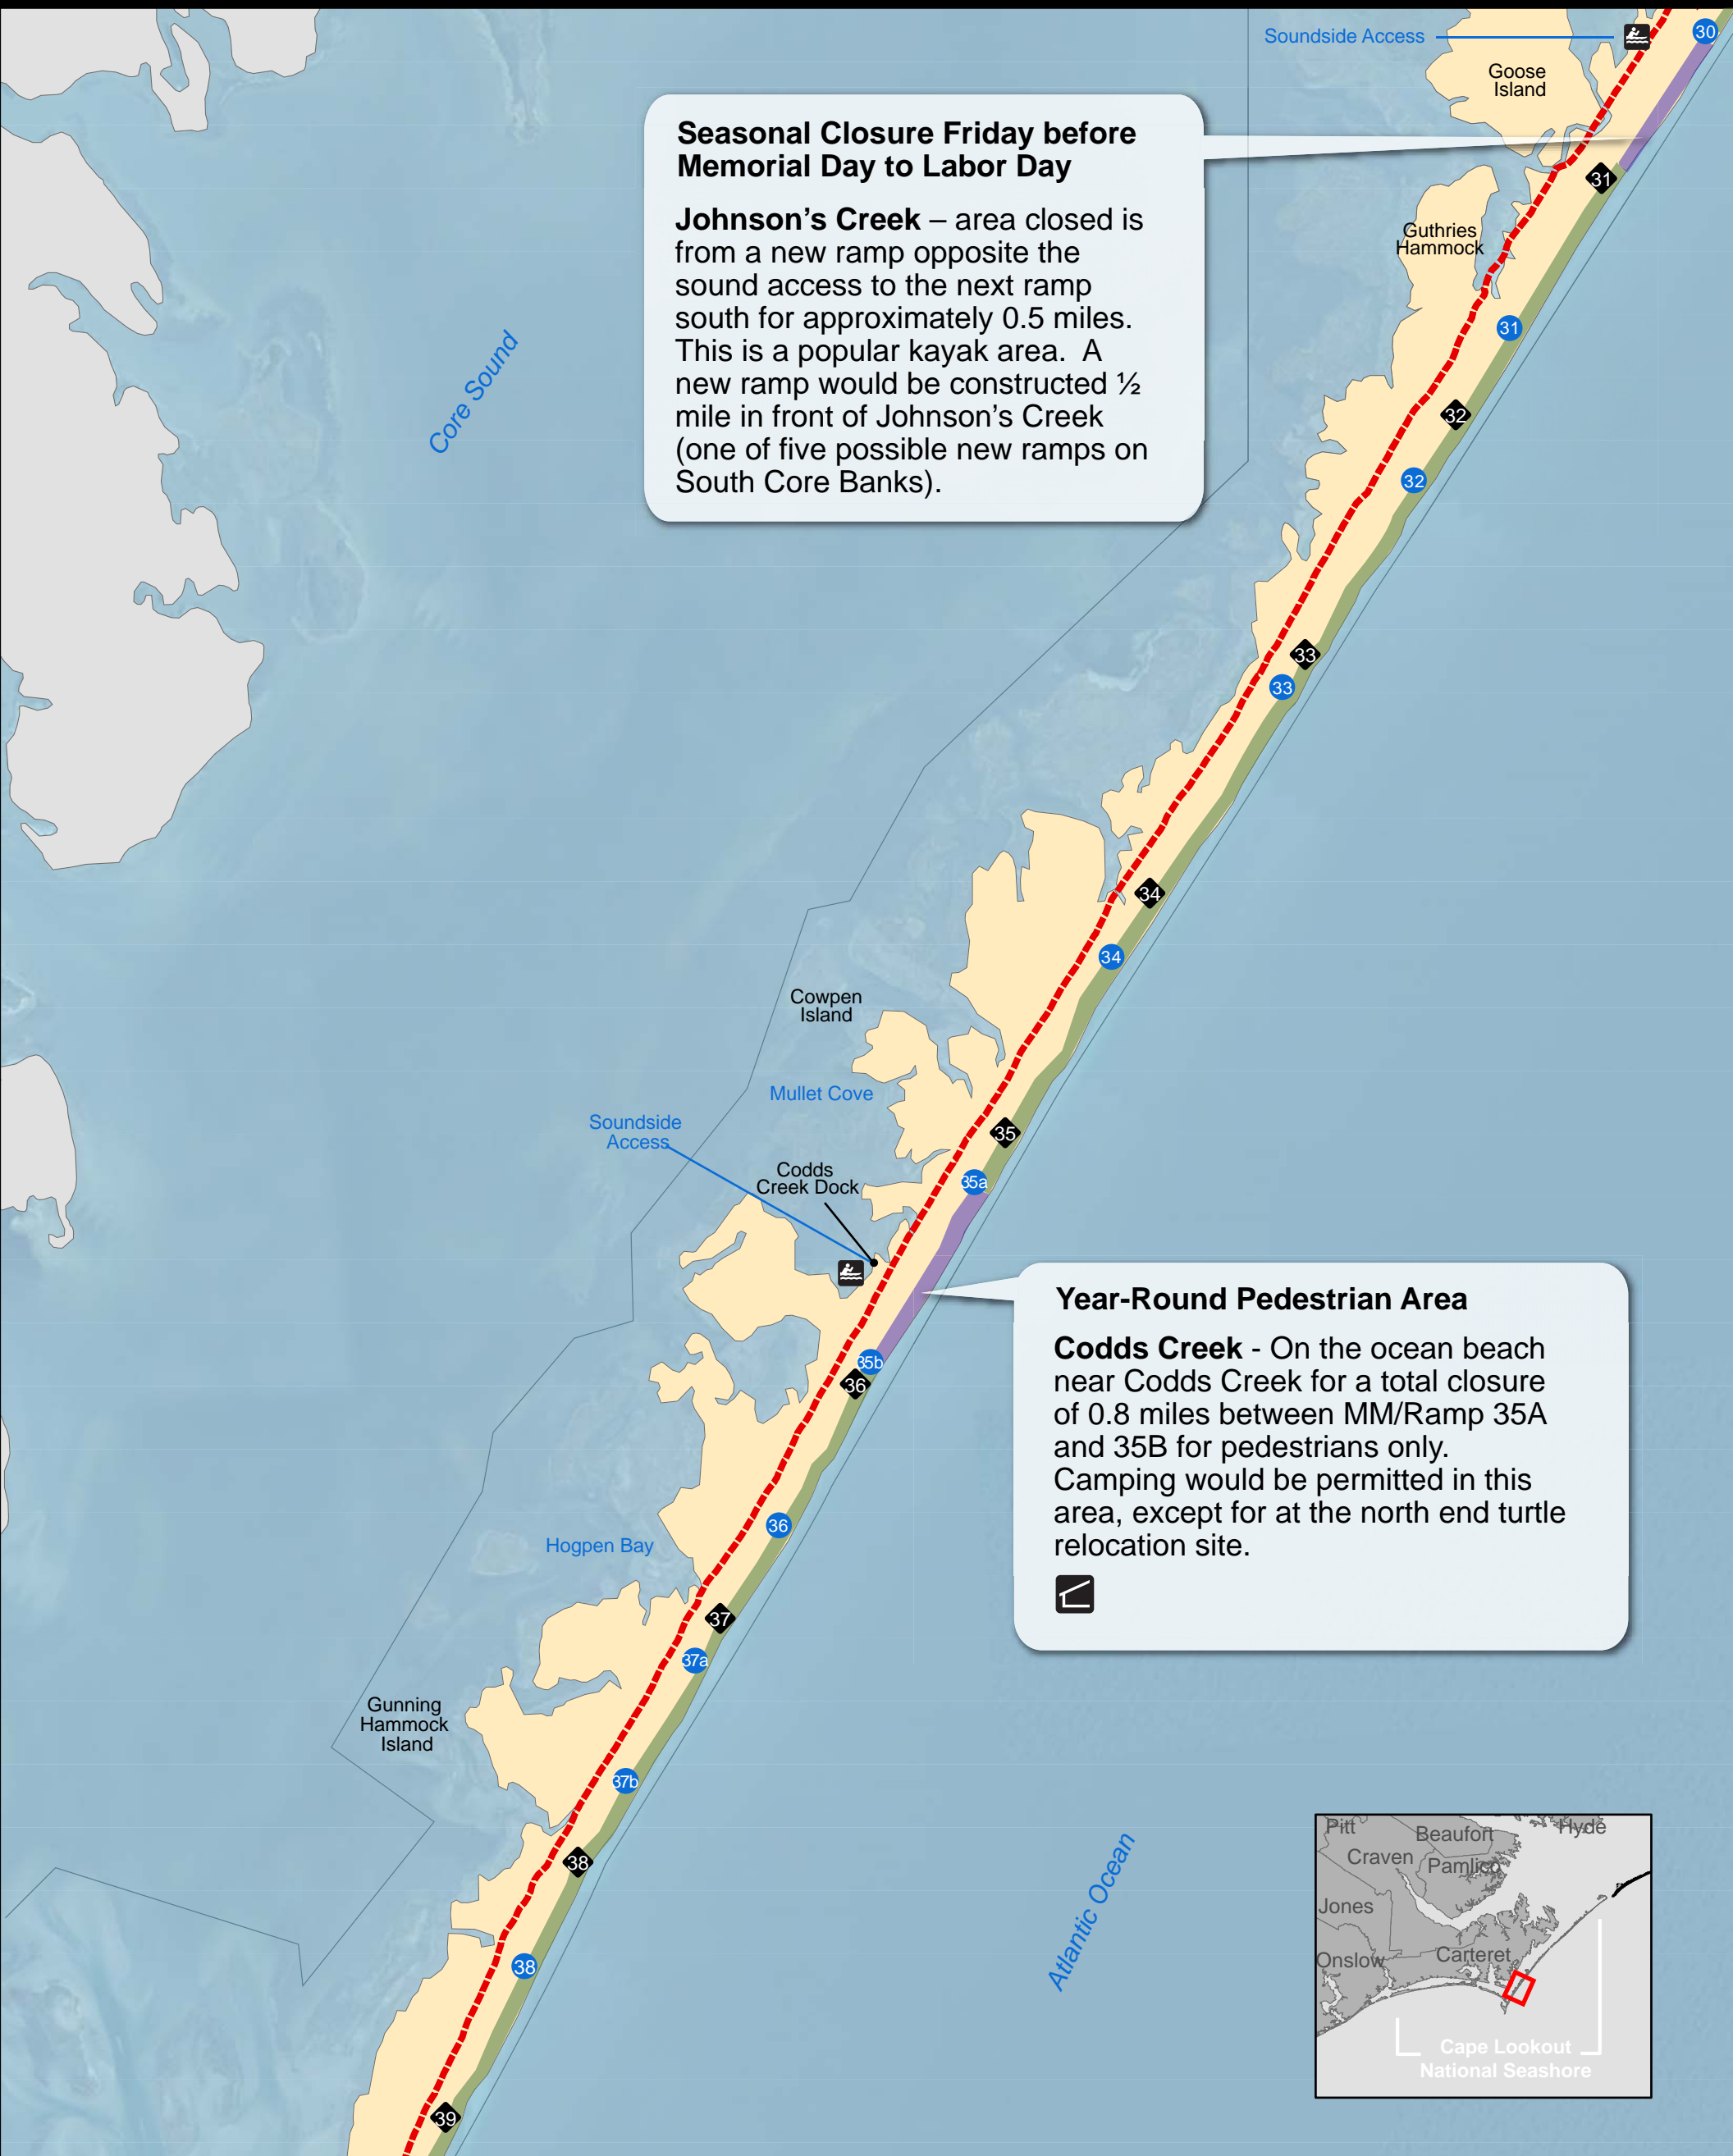 Soundside Access
30
Goose
Island
Seasonal Closure Friday before
Memorial Day to Labor Day
Johnson’s Creek – area closed is
from a new ramp opposite the
sound access to the next ramp
south for approximately 0.5 miles.
This is a popular kayak area.  A
new ramp would be constructed ½
mile in front of Johnson’s Creek
(one of five possible new ramps on
South Core Banks).
31
Guthries
Hammock
31
Core Sound
32
32
33
33
34
34
Cowpen
Island
Mullet Cove
Soundside
Access
35
Codds
Creek Dock
35a
Year-Round Pedestrian Area
Codds Creek - On the ocean beach
near Codds Creek for a total closure
of 0.8 miles between MM/Ramp 35A
and 35B for pedestrians only.
Camping would be permitted in this
area, except for at the north end turtle
relocation site.
35b
36
36
Hogpen Bay
37
37a
Gunning
Hammock
Island
37b
38
Atlantic Ocean
38
39
Pitt
Beaufort
Hyde
Craven
Pamlico
Jones
Onslow
Carteret
Cape Lookout
National Seashore